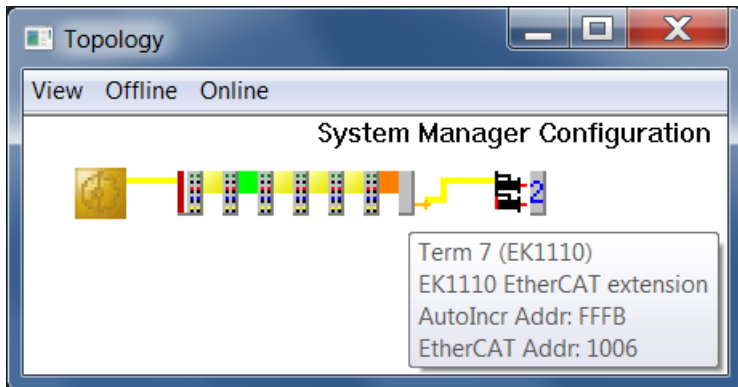 Topology
View Offline Online
System Manager Configuration
2
Term 7 (EK1110)
EK1110 EtherCAT extension
AutoIncr Addr: FFFB
EtherCAT Addr: 1006